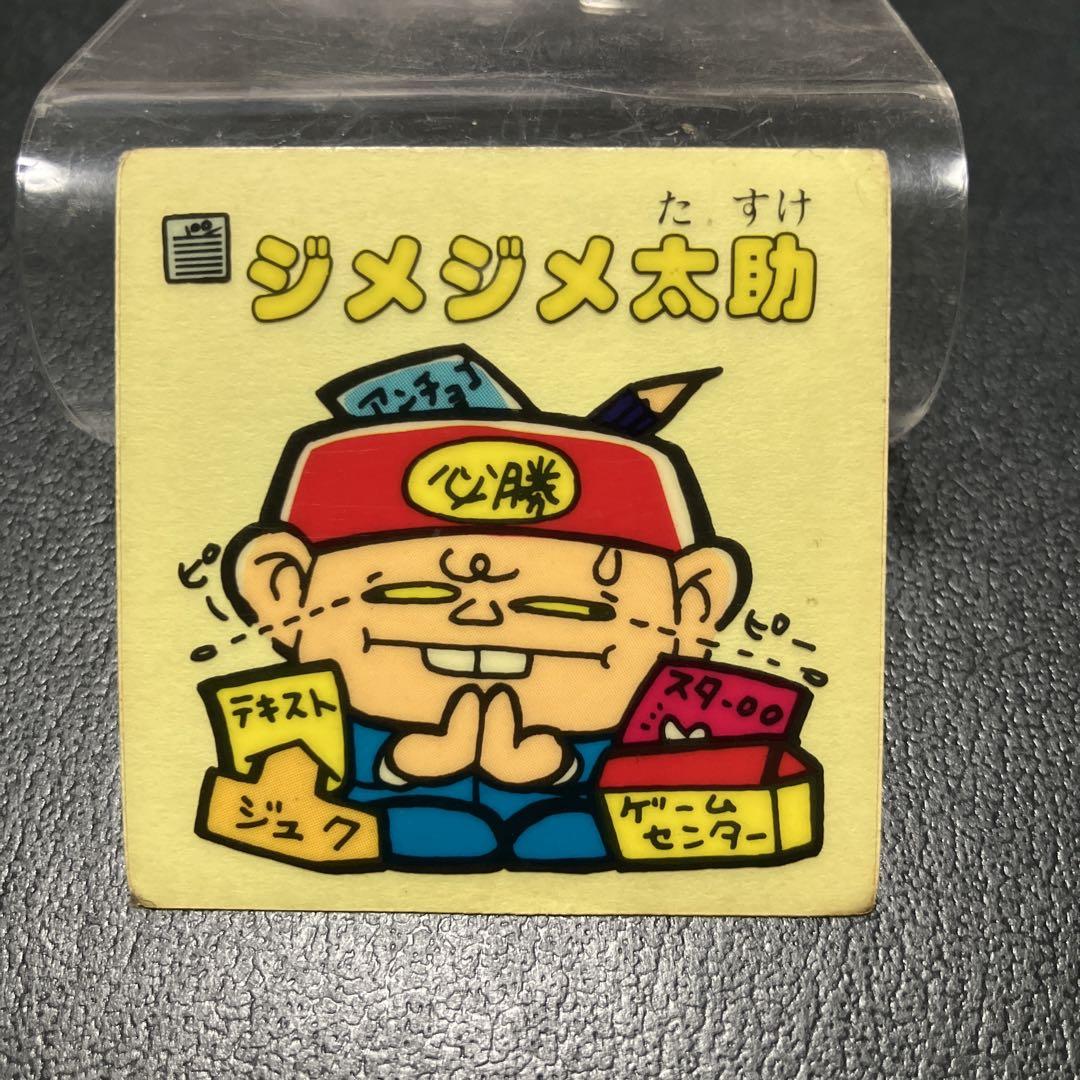 た すけ
100
ジメジメ太助
アンチョコ
必勝
ピー
ピー
テキスト
スター○○
ジュク
ゲーム
センター